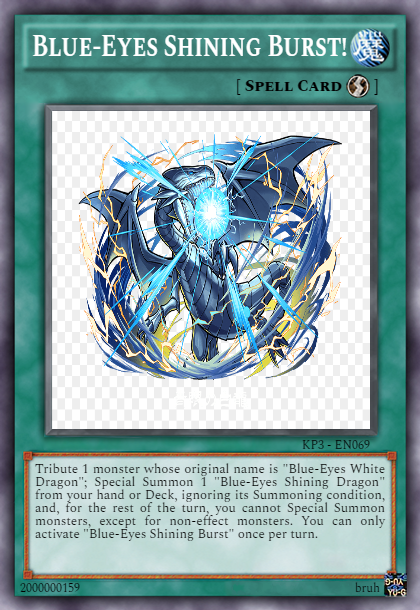 Blue-Eyes Shining Burst! 魔
[ Spell Card ]
KP3 - EN069
Tribute 1 monster whose original name is "Blue-Eyes White
Dragon"; Special Summon 1 "Blue-Eyes Shining Dragon"
from your hand or Deck, ignoring its Summoning condition,
and, for the rest of the turn, you cannot Special Summon
monsters, except for non-effect monsters. You can only
activate "Blue-Eyes Shining Burst" once per turn.
2000000159 bruh